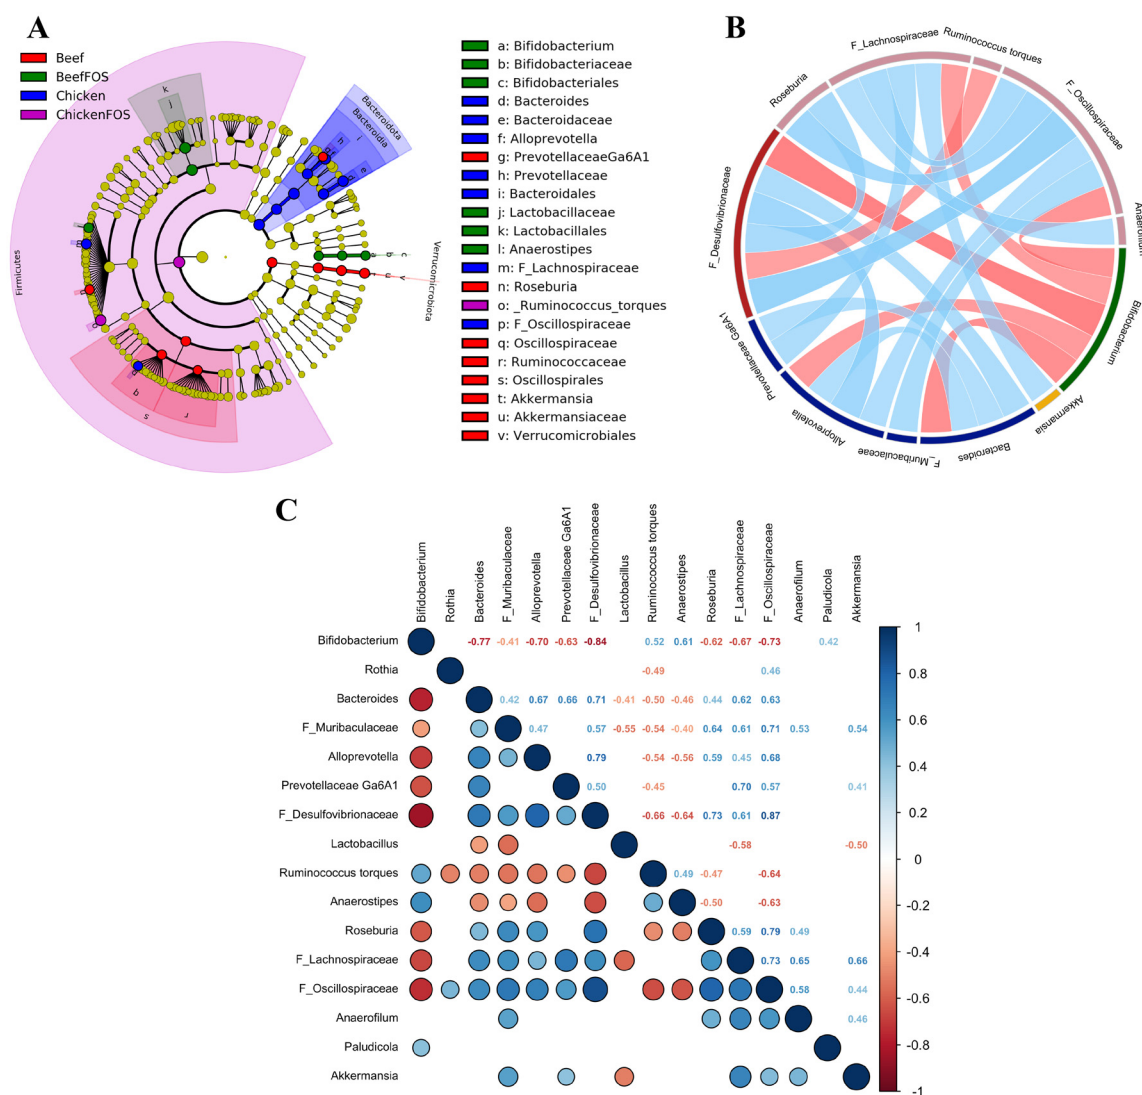 A
Beef
BeefFOS
Chicken
ChickenFOS
k
j
Bacteroidota
Bacteroidia
h
i
e
c
b
a
v
u
r
Verrucomicrobiota
Firmicutes
q
s
r
a: Bifidobacterium
b: Bifidobacteriaceae
c: Bifidobacteriales
d: Bacteroides
e: Bacteroidaceae
f: Alloprevotella
g: PrevotellaceaeGa6A1
h: Prevotellaceae
i: Bacteroidales
j: Lactobacillaceae
k: Lactobacillales
l: Anaerostipes
m: F_Lachnospiraceae
n: Roseburia
o: _Ruminococcus_torques
p: F_Oscillospiraceae
q: Oscillospiraceae
r: Ruminococcaceae
s: Oscillospirales
t: Akkermansia
u: Akkermansiaceae
v: Verrucomicrobiales
B
Roseburia
F_Lachnospiraceae
Ruminococcus torques
F_Oscillospiraceae
Bifidobacterium
Akkermansia
Bacteroides
F_Muribaculaceae
Alloprevotella
Prevotellaceae Ga6A1
F_Desulfovibrionaceae
C
Bifidobacterium
Rothia
Bacteroides
F_Muribaculaceae
Alloprevotella
Prevotellaceae Ga6A1
F_Desulfovibrionaceae
Lactobacillus
Ruminococcus torques
Anaerostipes
Roseburia
F_Lachnospiraceae
F_Oscillospiraceae
Anaerofilum
Paludicola
Akkermansia
Bifidobacterium -0.77 -0.41 -0.70 -0.63 -0.84 0.52 0.61 -0.62 -0.67 -0.73 0.42
Rothia -0.49 0.46
Bacteroides 0.42 0.67 0.66 0.71 -0.41 -0.50 -0.46 0.44 0.62 0.63
F_Muribaculaceae 0.47 0.57 -0.55 -0.54 -0.40 0.64 0.61 0.71 0.53 0.54
Alloprevotella 0.79 -0.54 -0.56 0.59 0.45 0.68
Prevotellaceae Ga6A1 0.50 -0.45 0.70 0.57 0.41
F_Desulfovibrionaceae -0.66 -0.64 0.73 0.61 0.87
Lactobacillus -0.58 -0.50
Ruminococcus torques 0.49 -0.47 -0.64
Anaerostipes -0.50 -0.63
Roseburia 0.59 0.79 0.49
F_Lachnospiraceae 0.73 0.65 0.66
F_Oscillospiraceae 0.58 0.44
Anaerofilum 0.46
Paludicola
Akkermansia
1
0.8
0.6
0.4
0.2
0
-0.2
-0.4
-0.6
-0.8
-1